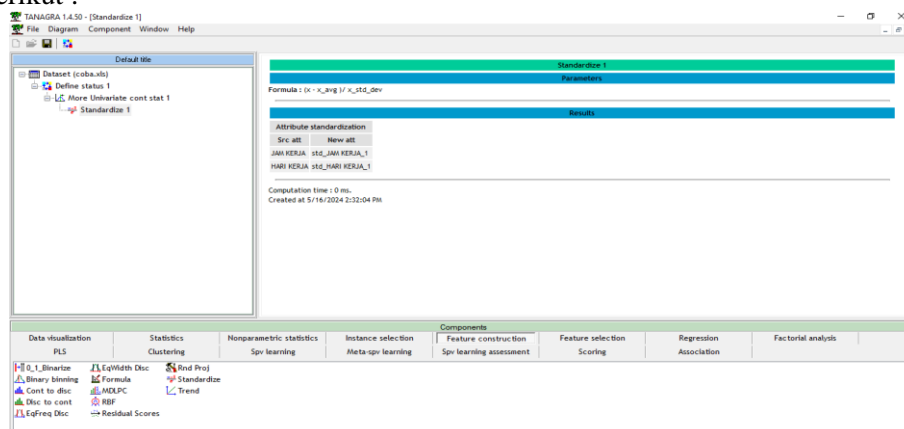 berikut :
TANAGRA 1.4.50 - [Standardize 1]
File Diagram Component Window Help
Default title
Dataset (coba.xls)
Define status 1
More Univariate cont stat 1
Standardize 1
Standardize 1
Parameters
Formula : (x - x_avg )/ x_std_dev
Results
Attribute standardization
Src att New att
JAM KERJA std_JAM KERJA_1
HARI KERJA std_HARI KERJA_1
Computation time : 0 ms.
Created at 5/16/2024 2:32:04 PM
Components
Data visualization Statistics Nonparametric statistics Instance selection Feature construction Feature selection Regression Factorial analysis
PLS Clustering Spv learning Meta-spv learning Spv learning assessment Scoring Association
0_1_Binarize EqWidth Disc Rnd Proj
Binary binning Formula Standardize
Cont to disc MDLPC Trend
Disc to cont RBF
EqFreq Disc Residual Scores